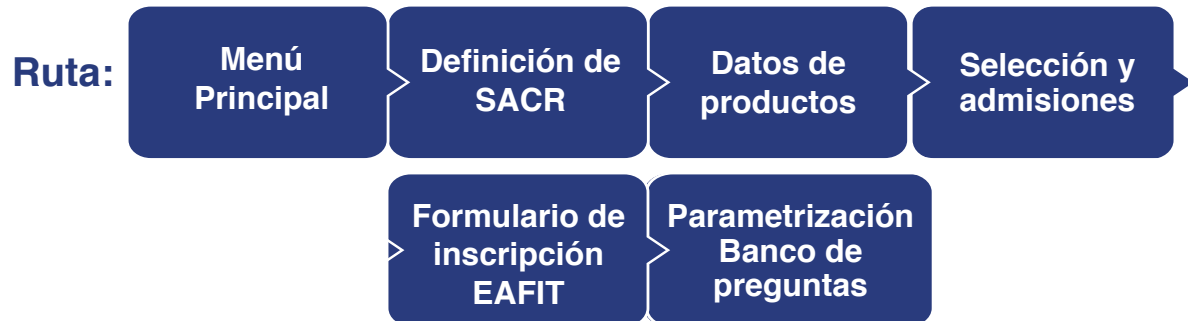 Ruta:
Menú
Principal
Definición de
SACR
Datos de
productos
Selección y
admisiones
Formulario de
inscripción
EAFIT
Parametrización
Banco de
preguntas